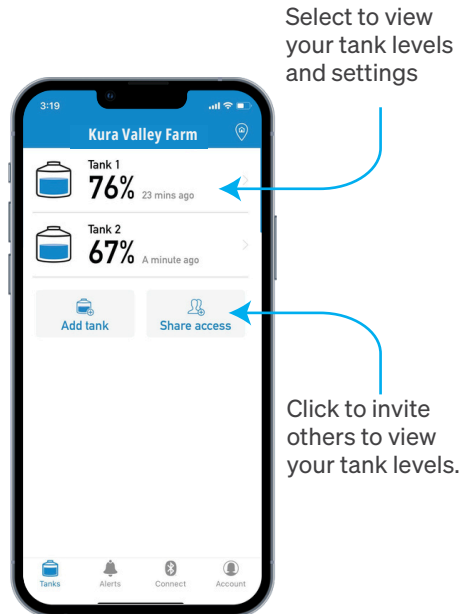 Select to view
your tank levels
and settings
3:19
Kura Valley Farm
Tank 1
76% 23 mins ago
Tank 2
67% A minute ago
Add tank Share access
Click to invite
others to view
your tank levels.
Tanks Alerts Connect Account